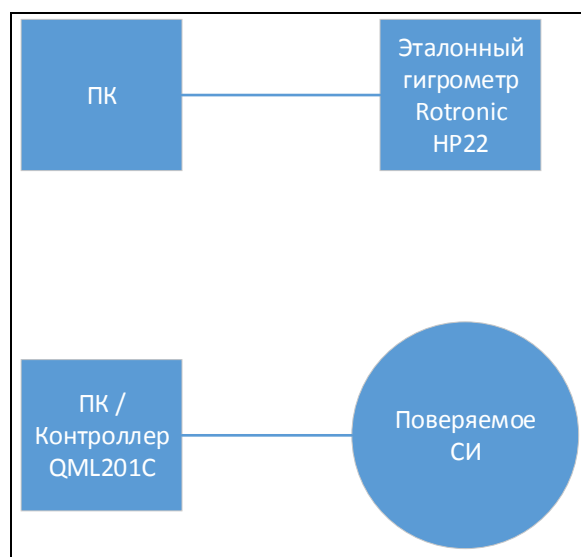 ПК
Эталонный
гигрометр
Rotronic
HP22
ПК /
Контроллер
QML201C
Поверяемое
СИ